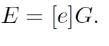 E = [e]G.